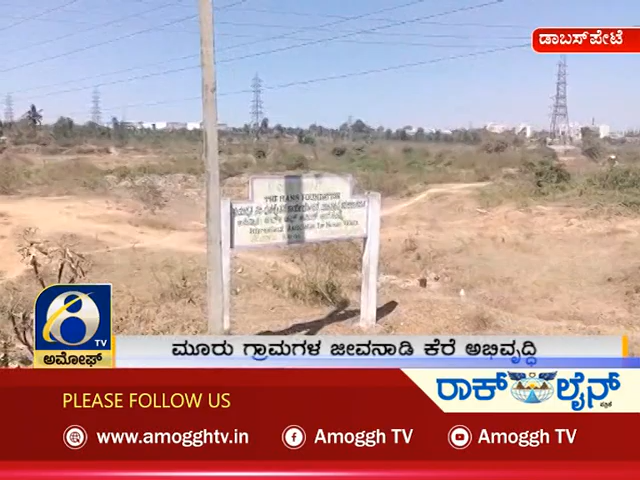 ಡಾಬಸ್‌ಪೇಟೆ
THE HANS FOUNDATION
International Association for Human Values
TV
ಅಮೋಘ್
ಮೂರು ಗ್ರಾಮಗಳ ಜೀವನಾಡಿ ಕೆರೆ ಅಭಿವೃದ್ಧಿ
PLEASE FOLLOW US
ರಾಕ್ ಲೈನ್
ಪತ್ರಿಕೆ
www.amogghtv.in
Amoggh TV
Amoggh TV